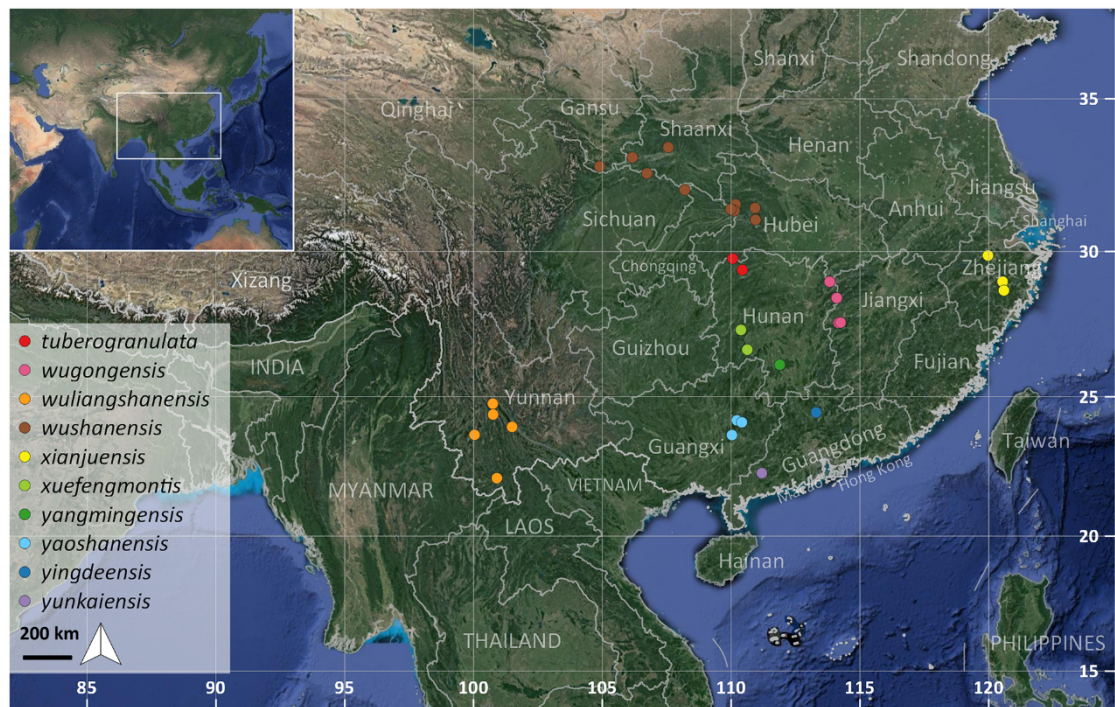 Shanxi
Shandong
Qinghai`
Gansu
35
Shaanxi
Henan
Jiangsu
Anhui
Sichuan
Hubei
Shanghai
30
Chongqing
Zhejiang
Xizang
Jiangxi
Hunan
Guizhou
Fujian
INDIA
tuberogranulata
wugongensis
wuliangshanensis
wushanensis
xianjuensis
xuefengmontis
yangmingensis
yaoshanensis
yingdeensis
yunkaiensis
200 km
Yunnan
25
Guangxi
Guangdong
Taiwan
Macao
Hong Kong
MYANMAR
VIETNAM
LAOS
20
Hainan
THAILAND
PHILIPPINES
15
85
90
95
100
105
110
115
120